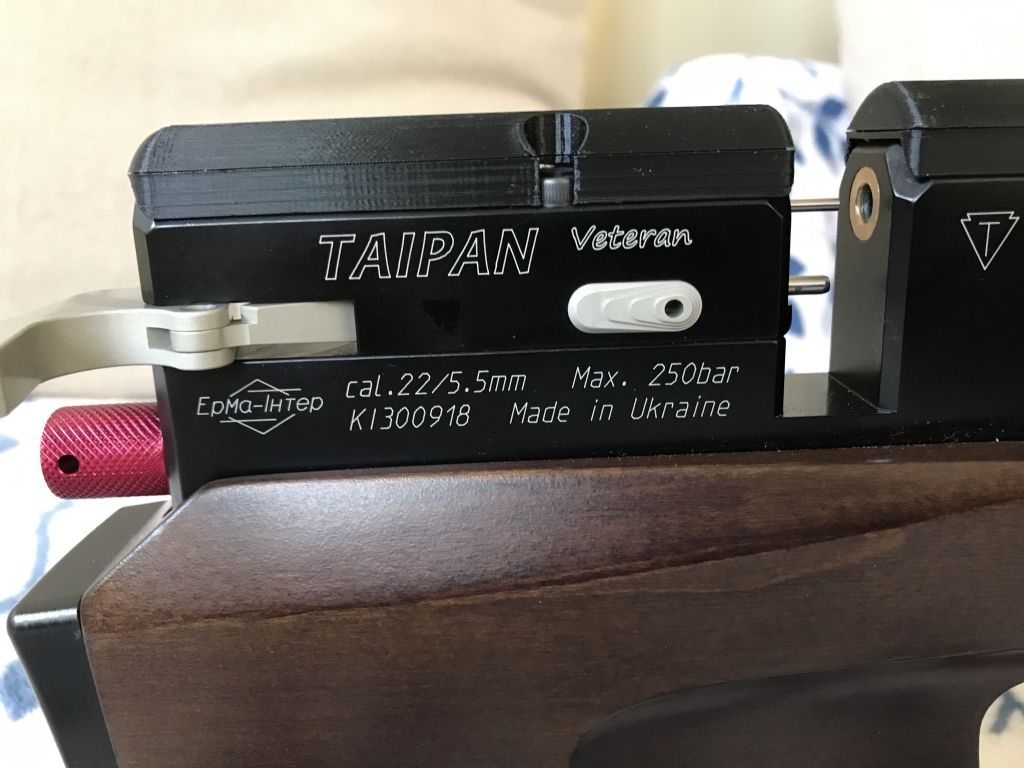 TAIPAN Veteran
T
ЕрМа-Інтер
cal.22/5.5mm Max. 250bar
KI300918 Made in Ukraine